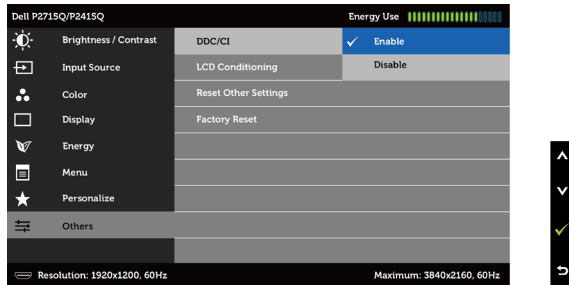 Dell P2715Q/P2415Q Energy Use
Brightness / Contrast DDC/CI Enable
Input Source LCD Conditioning Disable
Color Reset Other Settings
Display Factory Reset
Energy
Menu
Personalize
Others
Resolution: 1920x1200, 60Hz Maximum: 3840x2160, 60Hz